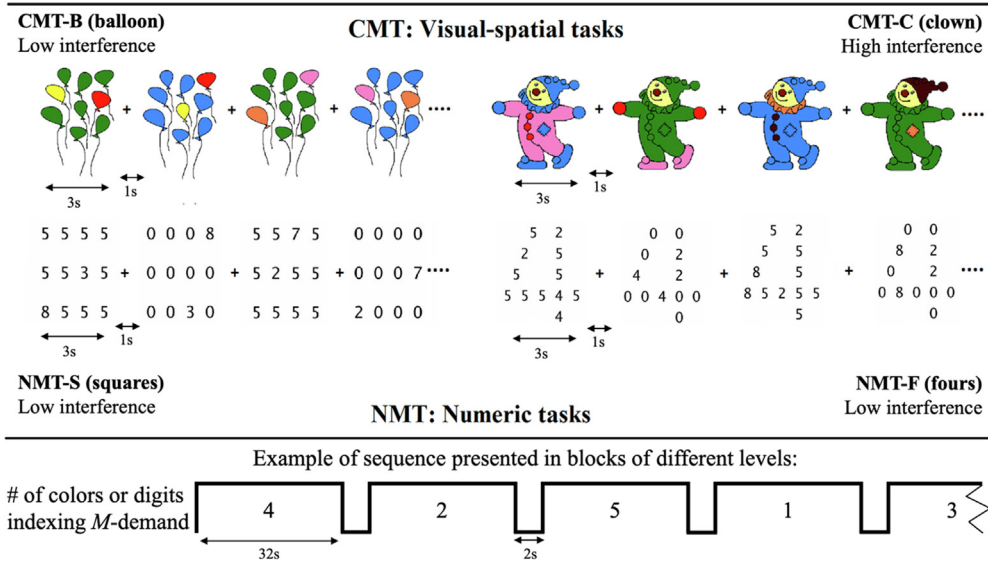 CMT-B (balloon)
Low interference
CMT: Visual-spatial tasks
CMT-C (clown)
High interference
+ + + ....
+ + + ....
3s
1s
3s
1s
5 5 5 5 0 0 0 8 5 5 7 5 0 0 0 0
5 5 3 5 + 0 0 0 0 + 5 2 5 5 + 0 0 0 7 ....
8 5 5 5 0 0 3 0 5 5 5 5 2 0 0 0
5 2 0 0 5 2 0 0
2 5 0 2 5 5 8 2
5 5 + 4 2 + 8 5 + 0 2 ....
5 5 5 4 5 0 0 4 0 0 8 5 2 5 5 0 8 0 0 0
4 0 5 0
3s
1s
3s
1s
NMT-S (squares)
Low interference
NMT: Numeric tasks
NMT-F (fours)
Low interference
Example of sequence presented in blocks of different levels:
# of colors or digits
indexing M-demand
4 2 5 1 3
32s
2s